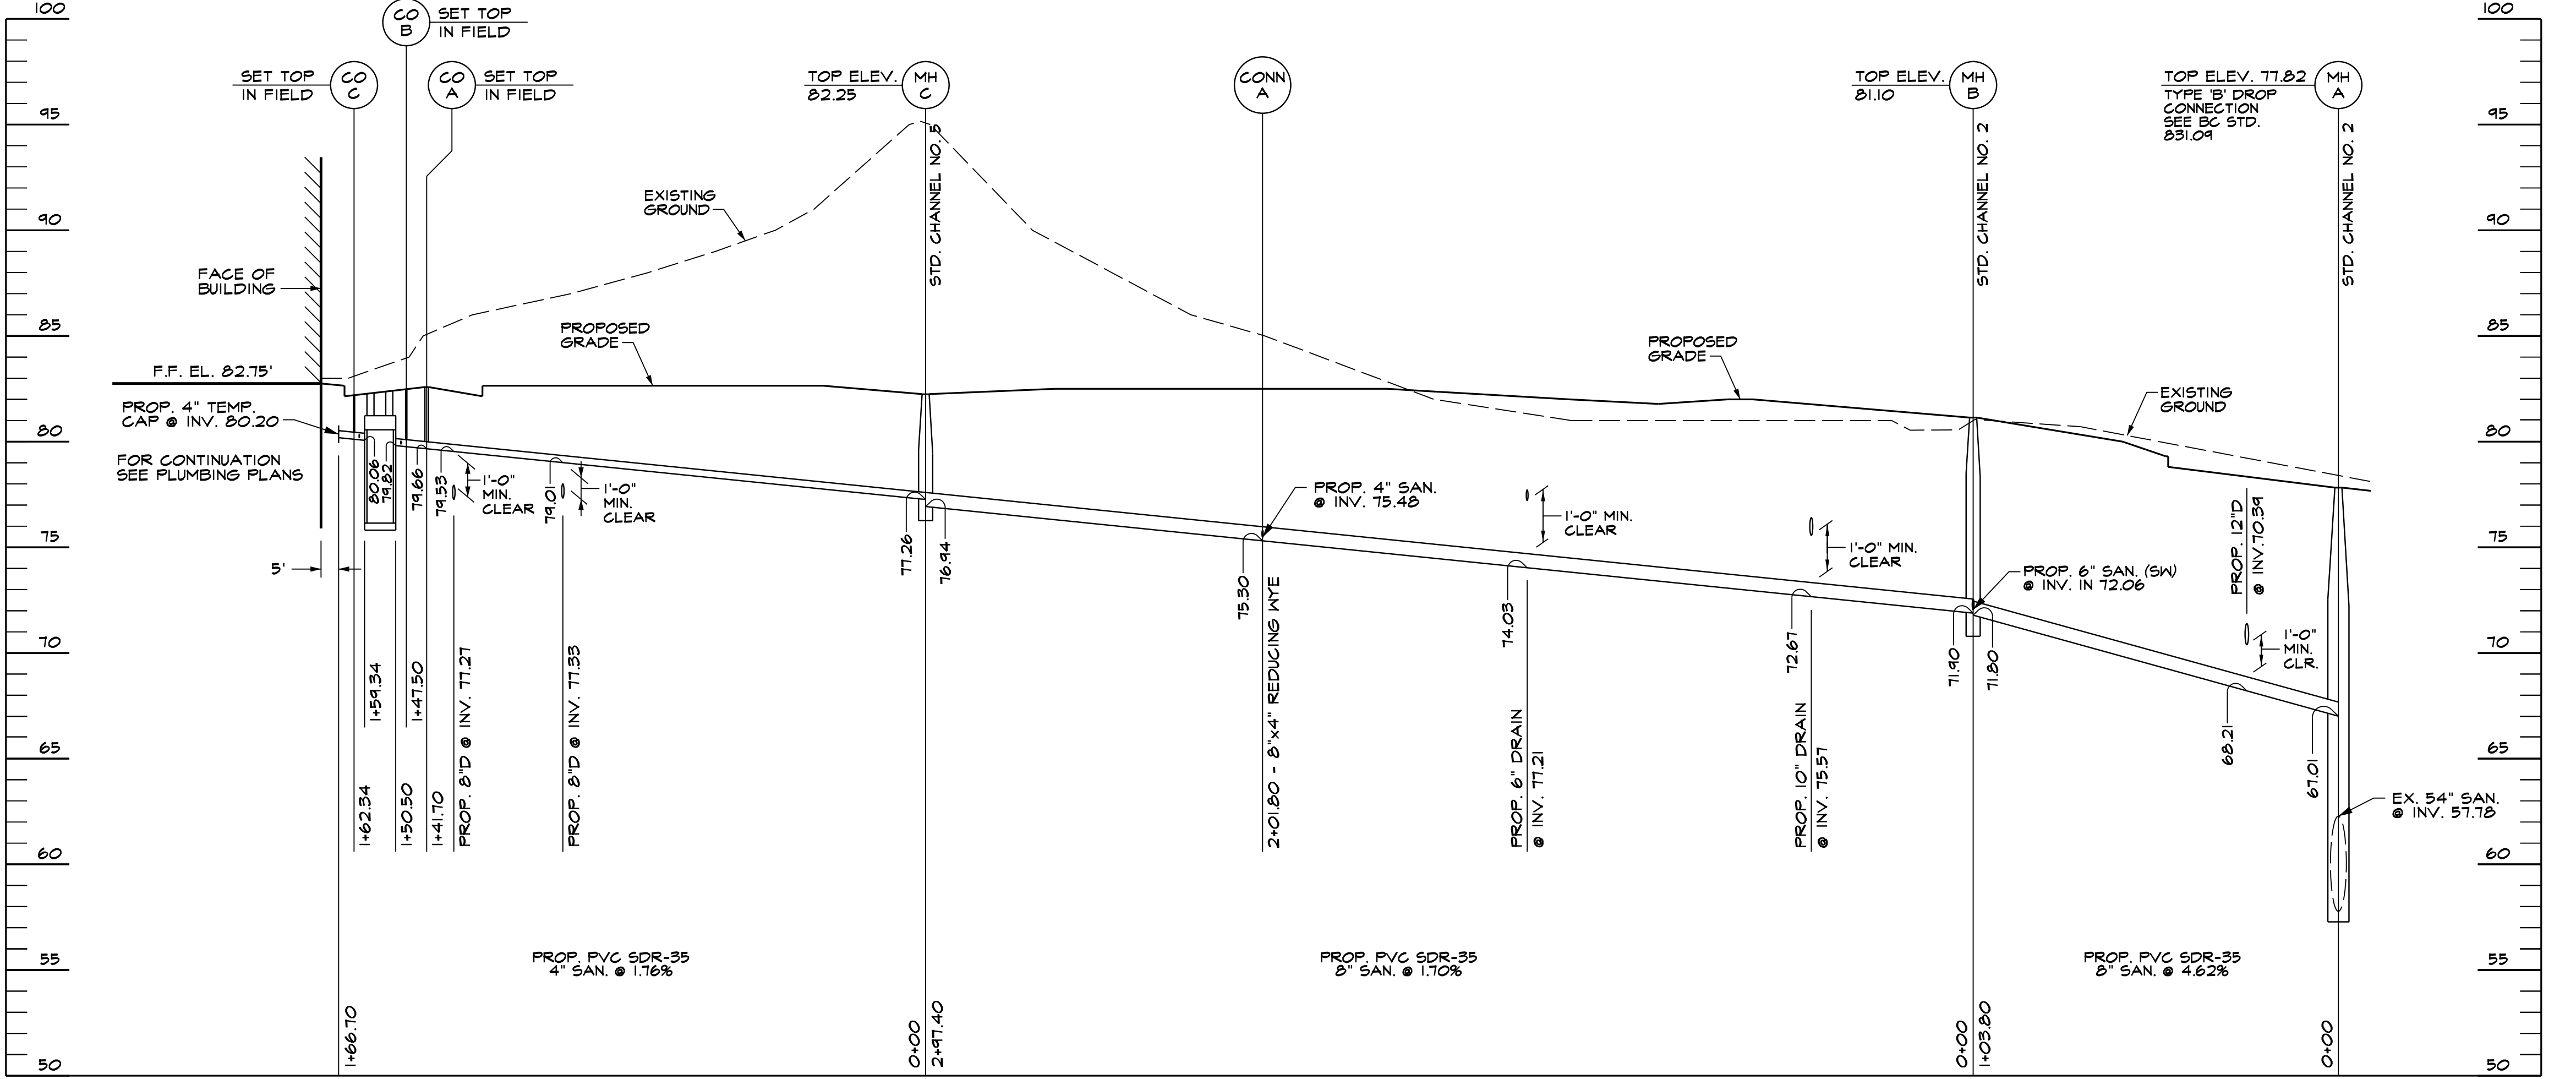 100
100
CO
B
SET TOP
IN FIELD
SET TOP
IN FIELD
CO
C
CO
A
SET TOP
IN FIELD
TOP ELEV.
82.25
MH
C
CONN
A
TOP ELEV.
81.10
MH
B
TOP ELEV. 77.82
TYPE 'B' DROP
CONNECTION
SEE BC STD.
831.09
MH
A
95
95
STD. CHANNEL NO. 5
STD. CHANNEL NO. 2
STD. CHANNEL NO. 2
EXISTING
GROUND
90
90
FACE OF
BUILDING
85
85
PROPOSED
GRADE
PROPOSED
GRADE
F.F. EL. 82.75'
EXISTING
GROUND
PROP. 4" TEMP.
CAP @ INV. 80.20
80
80
FOR CONTINUATION
SEE PLUMBING PLANS
80.06
79.82
79.66
79.53
1'-0"
MIN.
CLEAR
79.01
1'-0"
MIN.
CLEAR
PROP. 4" SAN.
@ INV. 75.48
1'-0" MIN.
CLEAR
1'-0" MIN.
CLEAR
PROP. 12"D
@ INV.70.39
75
75
77.26
76.94
5'
75.30
74.03
72.67
PROP. 6" SAN. (SW)
@ INV. IN 72.06
71.90
71.80
1'-0"
MIN.
CLR.
70
70
1+59.34
1+47.50
68.21
67.01
65
65
1+62.34
1+50.50
1+41.70
PROP. 8"D @ INV. 77.27
PROP. 8"D @ INV. 77.33
2+01.80 - 8"x4" REDUCING WYE
PROP. 6" DRAIN
@ INV. 77.21
PROP. 10" DRAIN
@ INV. 75.57
EX. 54" SAN.
@ INV. 57.78
60
60
PROP. PVC SDR-35
4" SAN. @ 1.76%
PROP. PVC SDR-35
8" SAN. @ 1.70%
PROP. PVC SDR-35
8" SAN. @ 4.62%
55
55
1+66.70
0+00
2+97.40
0+00
1+03.80
0+00
50
50